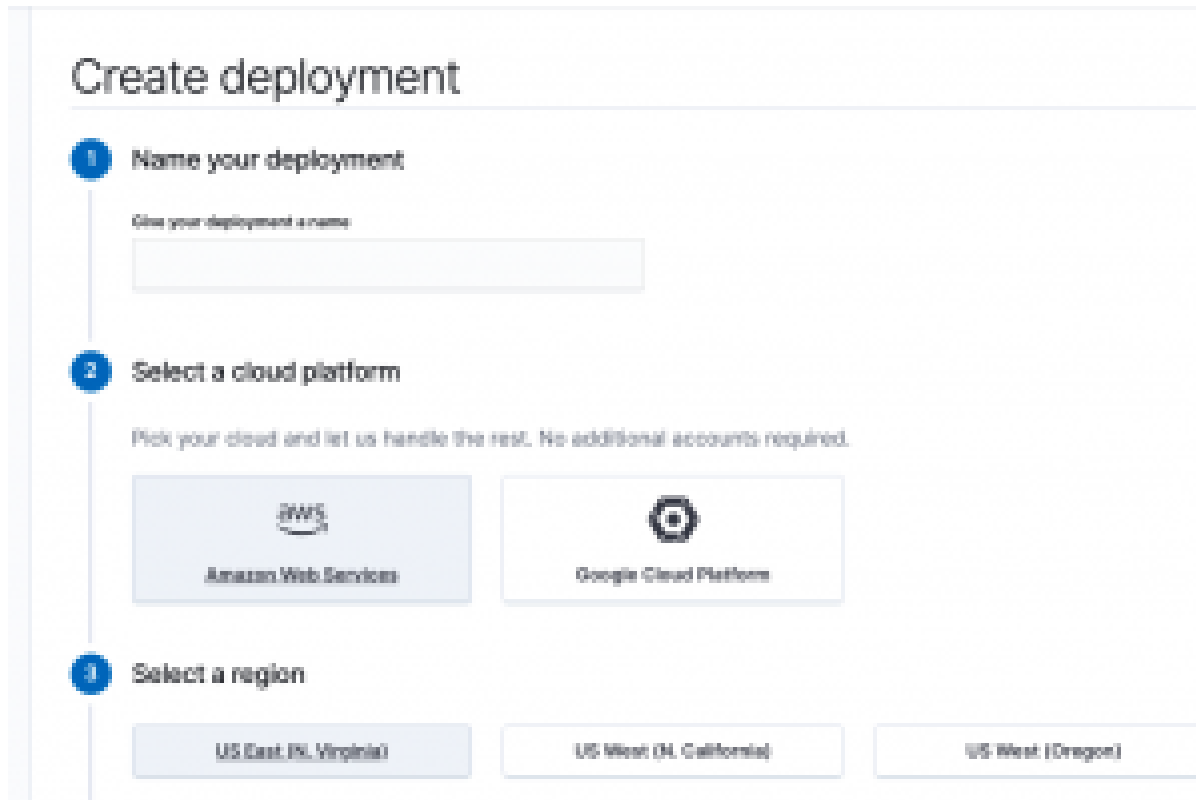 Create deployment
1 Name your deployment
Give your deployment a name
2 Select a cloud platform
Pick your cloud and let us handle the rest. No additional accounts required.
aws
Amazon Web Services
Google Cloud Platform
3 Select a region
US East (N. Virginia)
US West (N. California)
US West (Oregon)